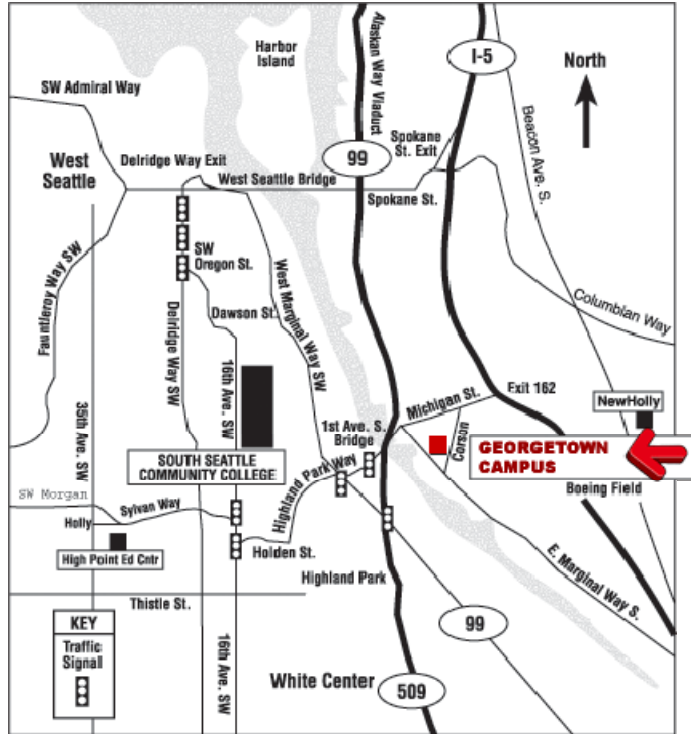 Harbor
Island
Alaskan Way Viaduct
I-5
North
SW Admiral Way
Beacon Ave. S.
Spokane
St. Exit
99
West
Seattle
Delridge Way Exit
West Seattle Bridge
Spokane St.
SW
Oregon St.
Fauntleroy Way SW
West Marginal Way SW
Columbian Way
Dawson St.
Delridge Way SW
16th Ave. SW
35th Ave. SW
Exit 162
Michigan St.
NewHolly
1st Ave. S.
Bridge
Corson
GEORGETOWN
CAMPUS
SOUTH SEATTLE
COMMUNITY COLLEGE
Highland Park Way
Boeing Field
SW Morgan
Sylvan Way
Holly
High Point Ed Cntr
Holden St.
E. Marginal Way S.
Highland Park
Thistle St.
KEY
Traffic
Signal
99
16th Ave. SW
White Center
509